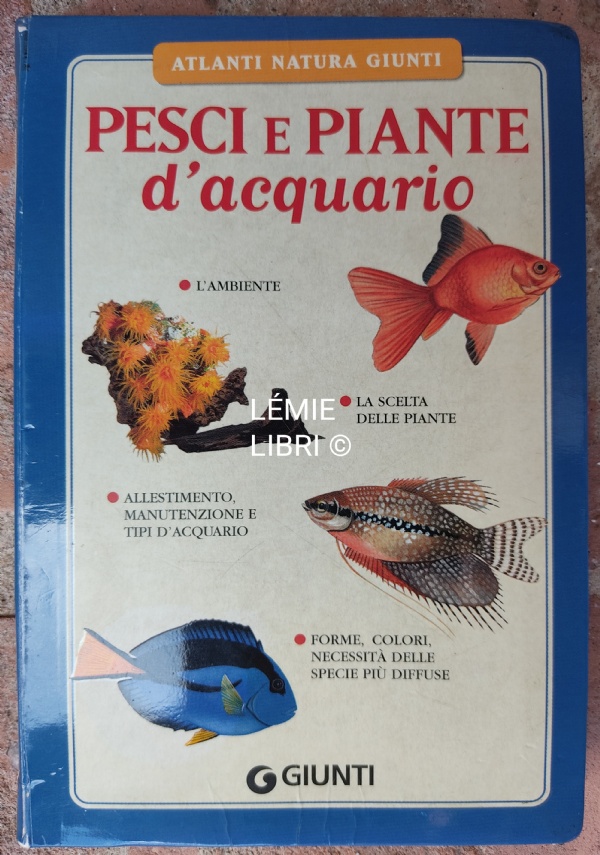 ATLANTI NATURA GIUNTI
PESCI E PIANTE
d'acquario
L'AMBIENTE
LA SCELTA
DELLE PIANTE
LÉMIE
LIBRI ©
ALLESTIMENTO,
MANUTENZIONE E
TIPI D'ACQUARIO
FORME, COLORI,
NECESSITÀ DELLE
SPECIE PIÙ DIFFUSE
GIUNTI